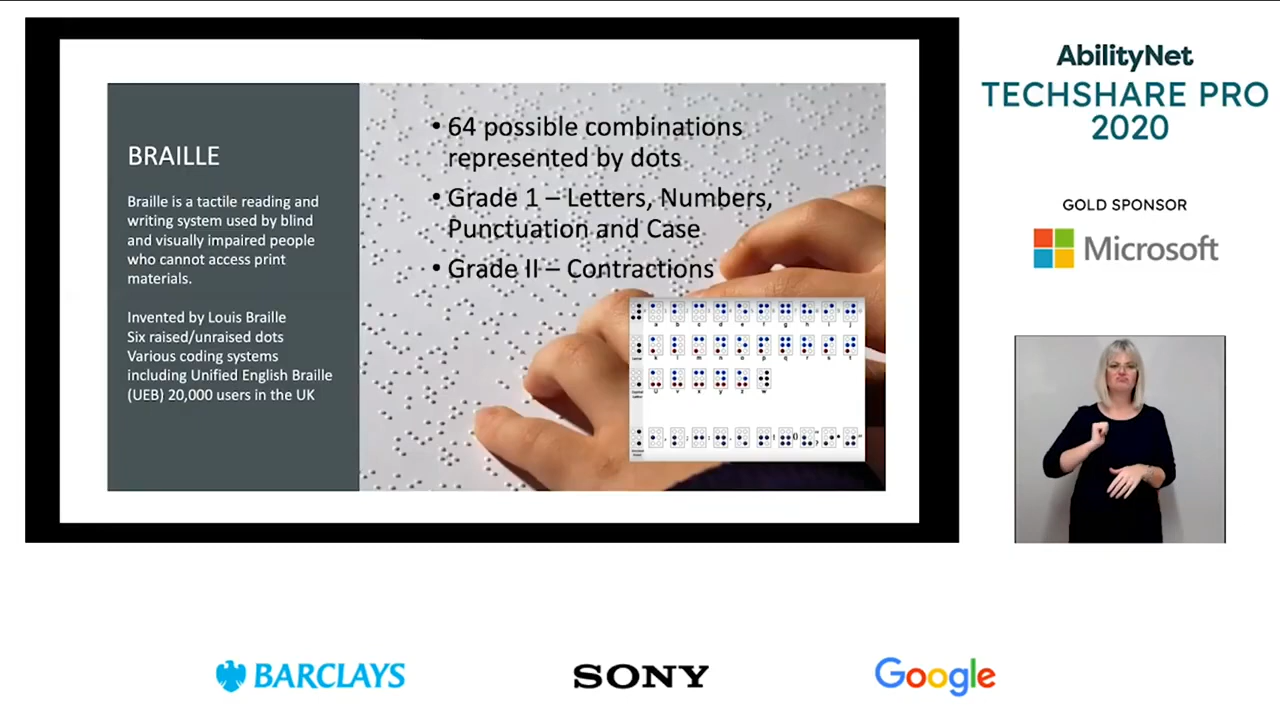 BRAILLE
Braille is a tactile reading and
writing system used by blind
and visually impaired people
who cannot access print
materials.
Invented by Louis Braille
Six raised/unraised dots
Various coding systems
including Unified English Braille
(UEB) 20,000 users in the UK
• 64 possible combinations
represented by dots
• Grade 1 – Letters, Numbers,
Punctuation and Case
• Grade II – Contractions
a b c d e f g h i j
k l m n o p q r s t
u v x y z w
AbilityNet
TECHSHARE PRO
2020
GOLD SPONSOR
Microsoft
BARCLAYS
SONY
Google